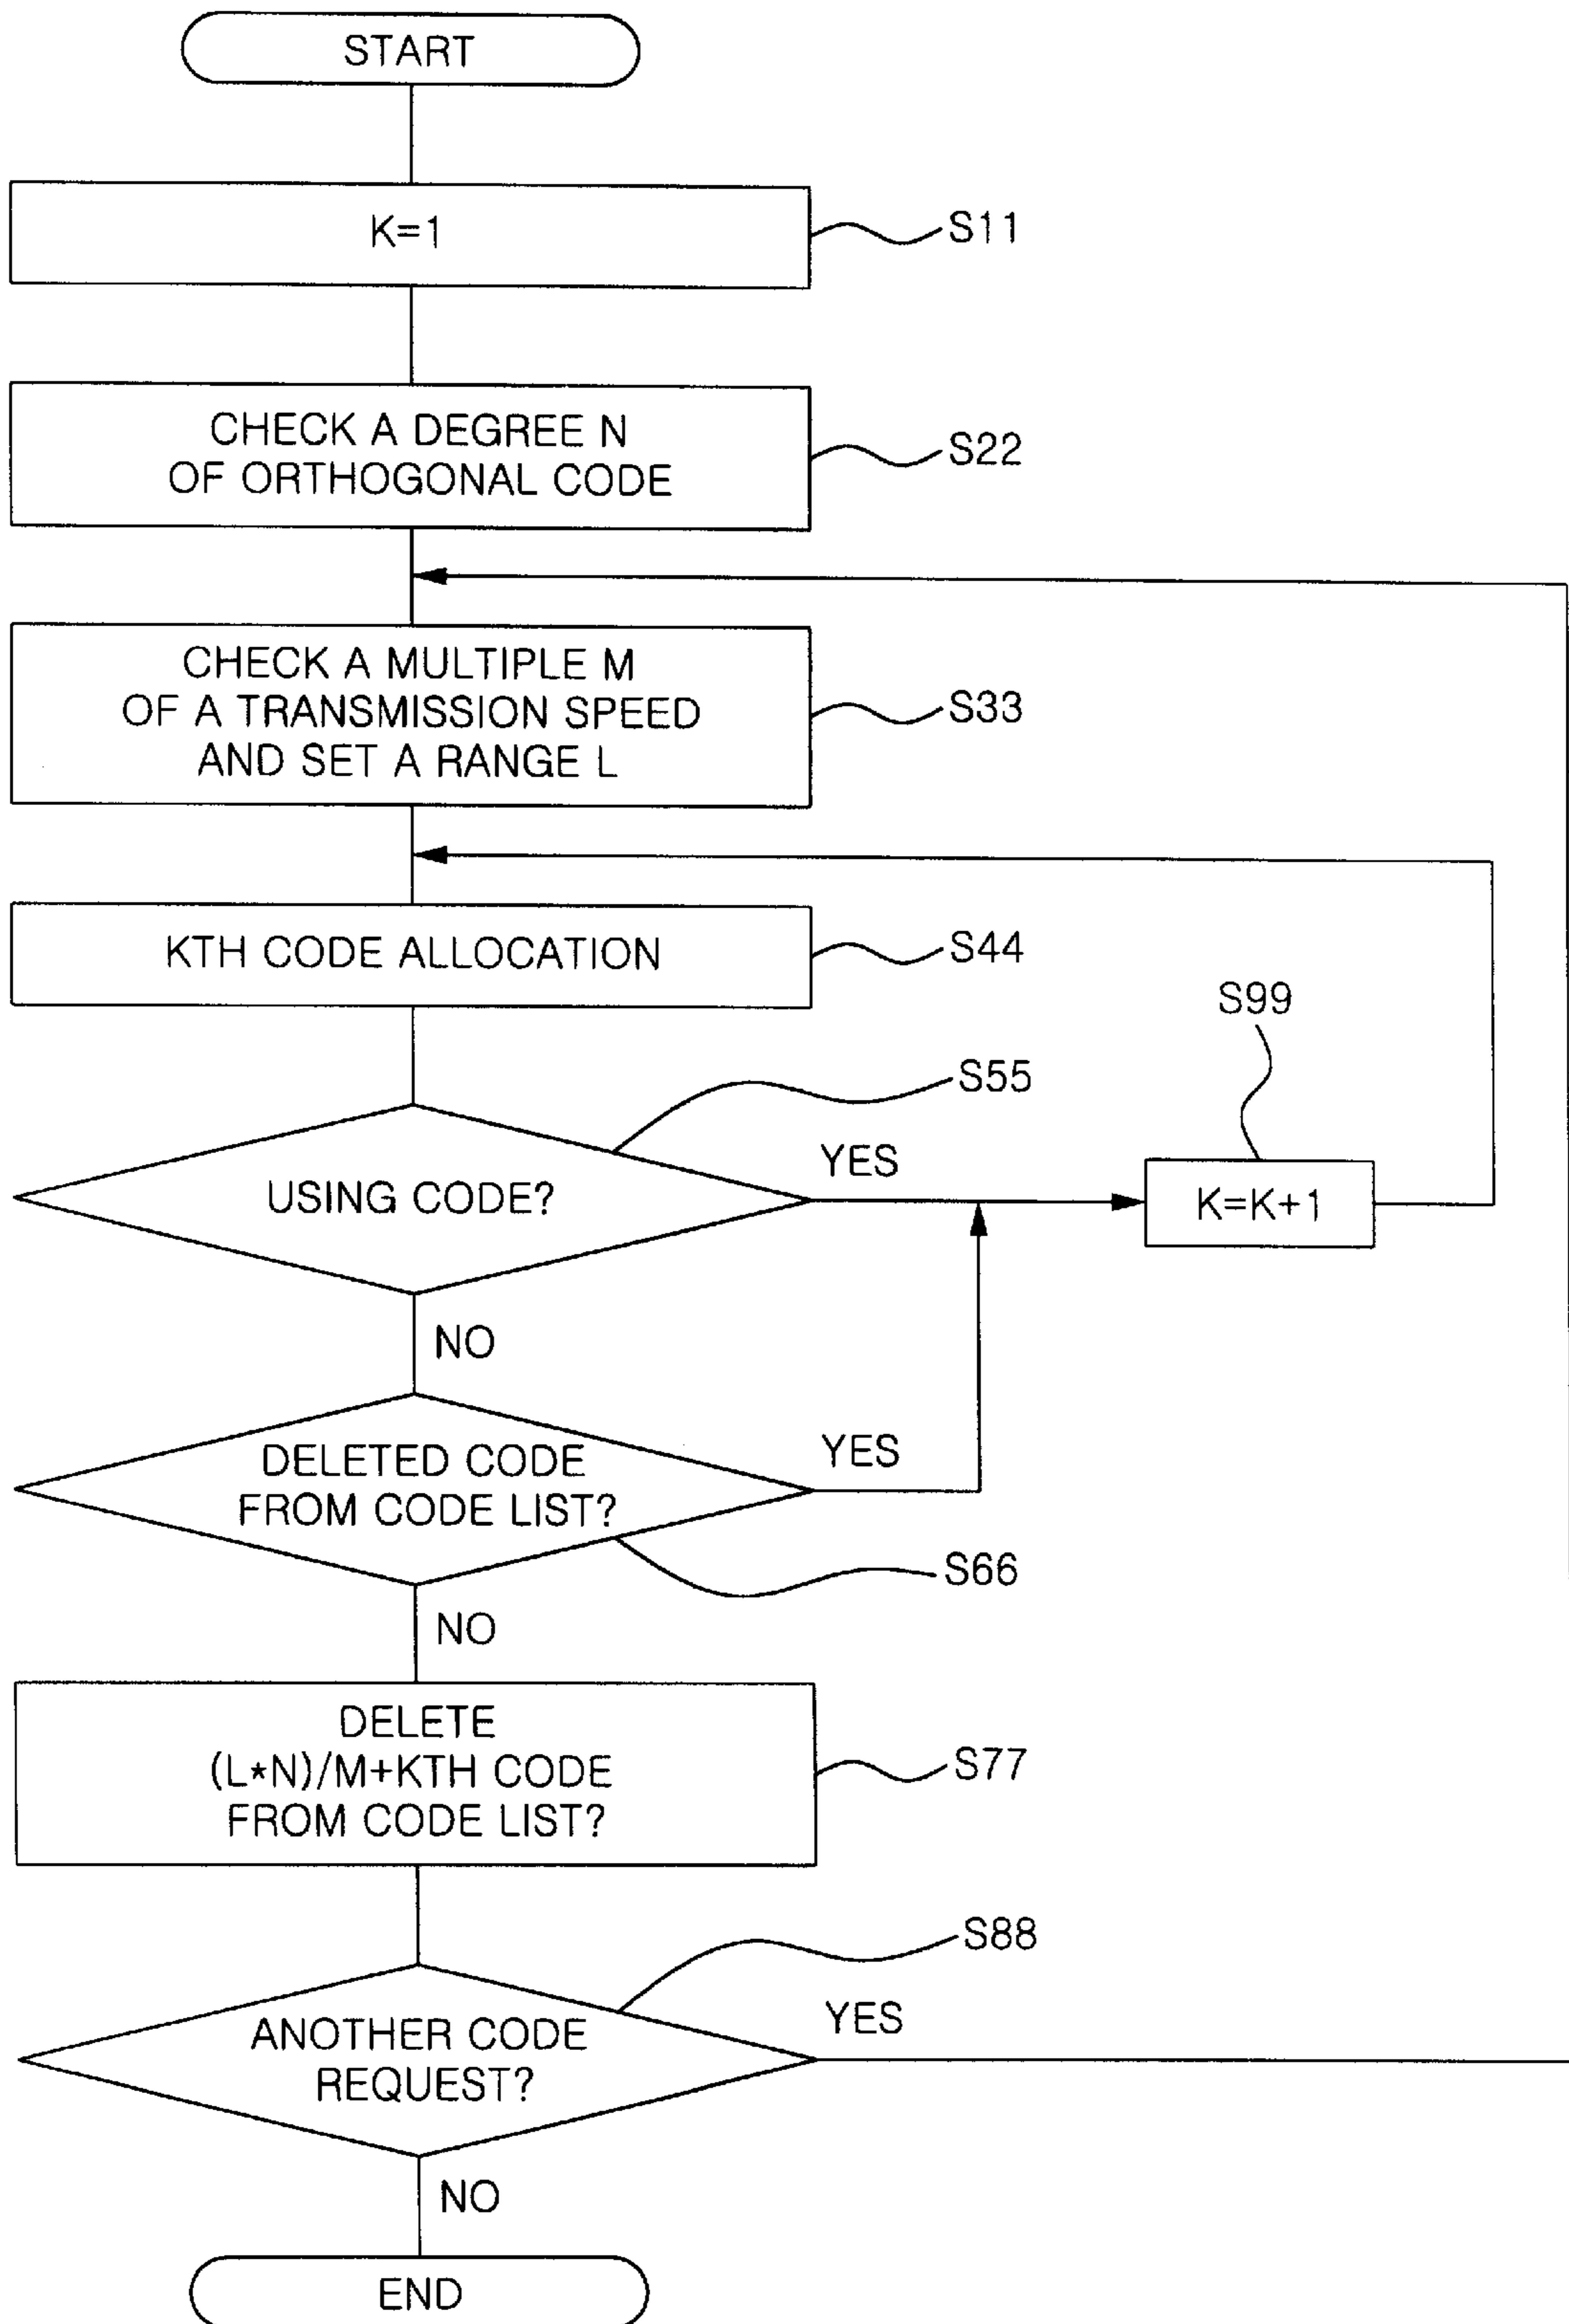 START
K=1
S11
CHECK A DEGREE N
OF ORTHOGONAL CODE
S22
CHECK A MULTIPLE M
OF A TRANSMISSION SPEED
AND SET A RANGE L
S33
KTH CODE ALLOCATION
S44
S99
S55
YES
USING CODE?
K=K+1
NO
YES
DELETED CODE
FROM CODE LIST?
S66
NO
DELETE
(L*N)/M+KTH CODE
FROM CODE LIST?
S77
S88
YES
ANOTHER CODE
REQUEST?
NO
END